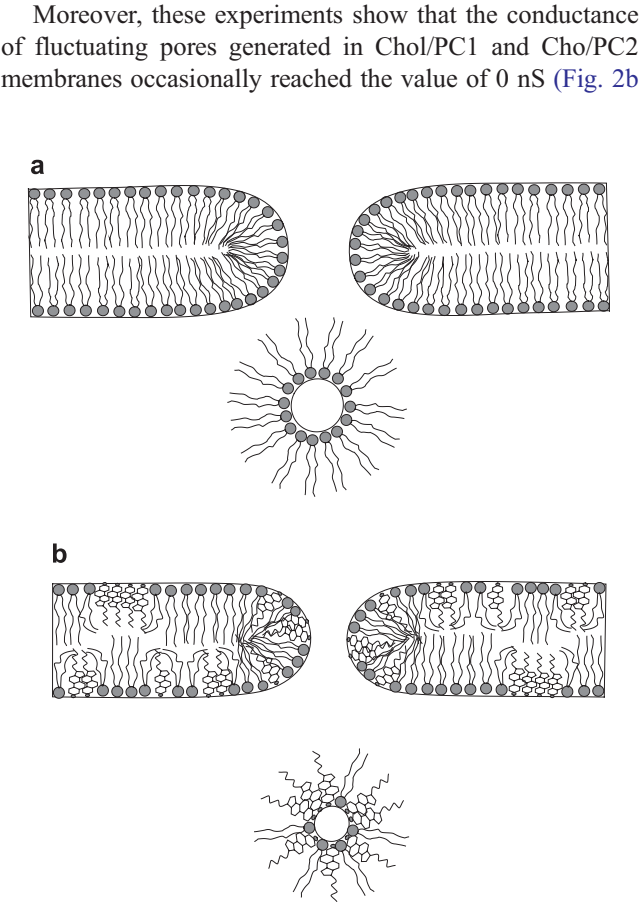 Moreover, these experiments show that the conductance
of fluctuating pores generated in Chol/PC1 and Cho/PC2
membranes occasionally reached the value of 0 nS (Fig. 2b
a
b